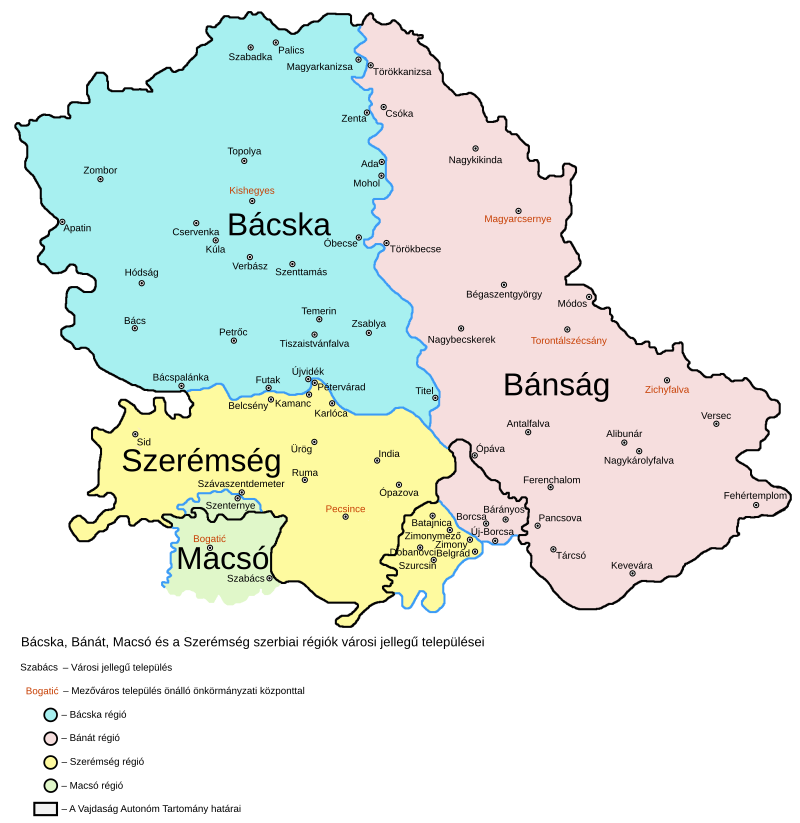 Szabadka
Palics
Magyarkanizsa
Törökkanizsa
Csóka
Zenta
Topolya
Ada
Nagykikinda
Zombor
Mohol
Kishegyes
Magyarcsernye
Apatin
Cservenka
Bácska
Kúla
Óbecse
Törökbecse
Verbász
Szenttamás
Hódság
Bégaszentgyörgy
Módos
Temerin
Bács
Zsablya
Petrőc
Tiszaistvánfalva
Nagybecskerek
Torontálszécsány
Újvidék
Bácspalánka
Futak
Pétervárad
Titel
Bánság
Zichyfalva
Belcsény
Kamanc
Karlóca
Versec
Antalfalva
Alibunár
Sid
Ürög
India
Ópáva
Nagykárolyfalva
Szerémség
Ruma
Ferenchalom
Szávaszentdemeter
Ópazova
Fehértemplom
Szenternye
Pecsince
Bárányos
Borcsa
Batajnica
Pancsova
Zimonymező
Új-Borcsa
Bogatić
Zimony
Dobanovci
Belgrád
Tárcsó
Macsó
Szurcsin
Kevevára
Szabács
Bácska, Bánát, Macsó és a Szerémség szerbiai régiók városi jellegű települései
Szabács – Városi jellegű település
Bogatić – Mezőváros település önálló önkörmányzati központtal
– Bácska régió
– Bánát régió
– Szerémség régió
– Macsó régió
– A Vajdaság Autonóm Tartomány határai